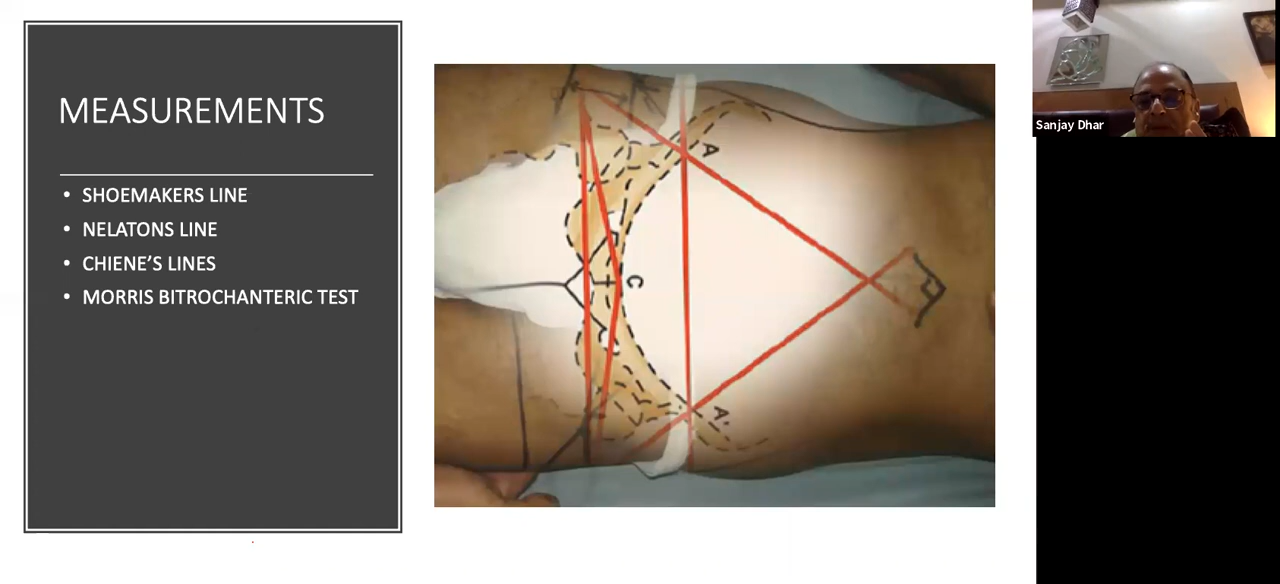 MEASUREMENTS
• SHOEMAKERS LINE
• NELATONS LINE
• CHIENE'S LINES
• MORRIS BITROCHANTERIC TEST
A
C
A'
Sanjay Dhar